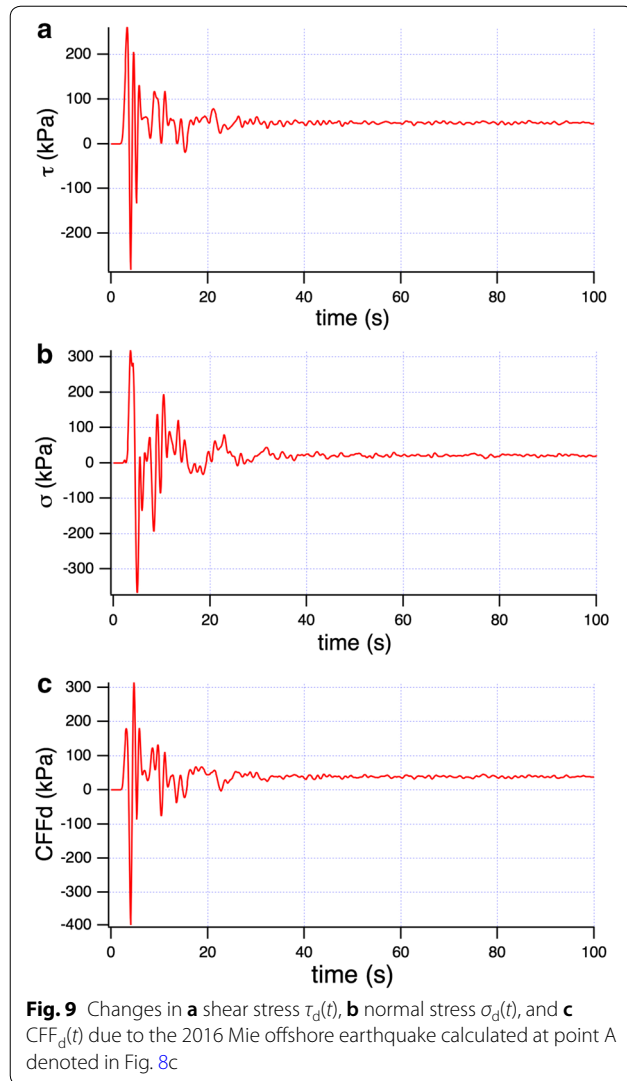 a
τ (kPa)
200
100
0
-100
-200
0 20 40 60 80 100
time (s)
b
σ (kPa)
300
200
100
0
-100
-200
-300
0 20 40 60 80 100
time (s)
c
CFFd (kPa)
300
200
100
0
-100
-200
-300
-400
0 20 40 60 80 100
time (s)
Fig. 9 Changes in a shear stress τd(t), b normal stress σd(t), and c
CFFd(t) due to the 2016 Mie offshore earthquake calculated at point A
denoted in Fig. 8c